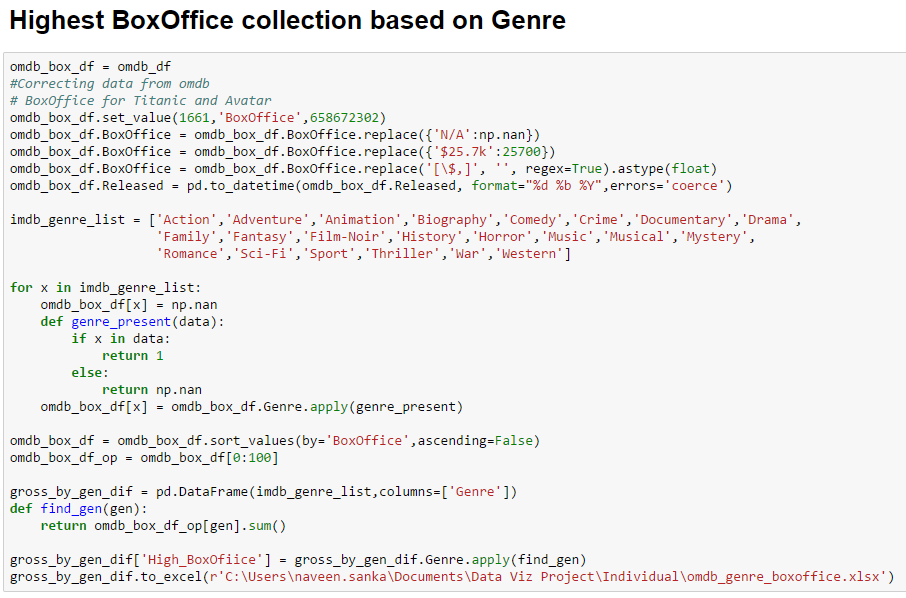 Highest BoxOffice collection based on Genre
omdb_box_df = omdb_df
#Correcting data from omdb
# BoxOffice for Titanic and Avatar
omdb_box_df.set_value(1661,'BoxOffice',658672302)
omdb_box_df.BoxOffice = omdb_box_df.BoxOffice.replace({'N/A':np.nan})
omdb_box_df.BoxOffice = omdb_box_df.BoxOffice.replace({'$25.7k':25700})
omdb_box_df.BoxOffice = omdb_box_df.BoxOffice.replace('[\$,]', '', regex=True).astype(float)
omdb_box_df.Released = pd.to_datetime(omdb_box_df.Released, format="%d %b %Y",errors='coerce')
imdb_genre_list = ['Action','Adventure','Animation','Biography','Comedy','Crime','Documentary','Drama',
'Family','Fantasy','Film-Noir','History','Horror','Music','Musical','Mystery',
'Romance','Sci-Fi','Sport','Thriller','War','Western']
for x in imdb_genre_list:
    omdb_box_df[x] = np.nan
    def genre_present(data):
        if x in data:
            return 1
        else:
            return np.nan
    omdb_box_df[x] = omdb_box_df.Genre.apply(genre_present)
omdb_box_df = omdb_box_df.sort_values(by='BoxOffice',ascending=False)
omdb_box_df_op = omdb_box_df[0:100]
gross_by_gen_dif = pd.DataFrame(imdb_genre_list,columns=['Genre'])
def find_gen(gen):
    return omdb_box_df_op[gen].sum()
gross_by_gen_dif['High_BoxOfiice'] = gross_by_gen_dif.Genre.apply(find_gen)
gross_by_gen_dif.to_excel(r'C:\Users\naveen.sanka\Documents\Data Viz Project\Individual\omdb_genre_boxoffice.xlsx')